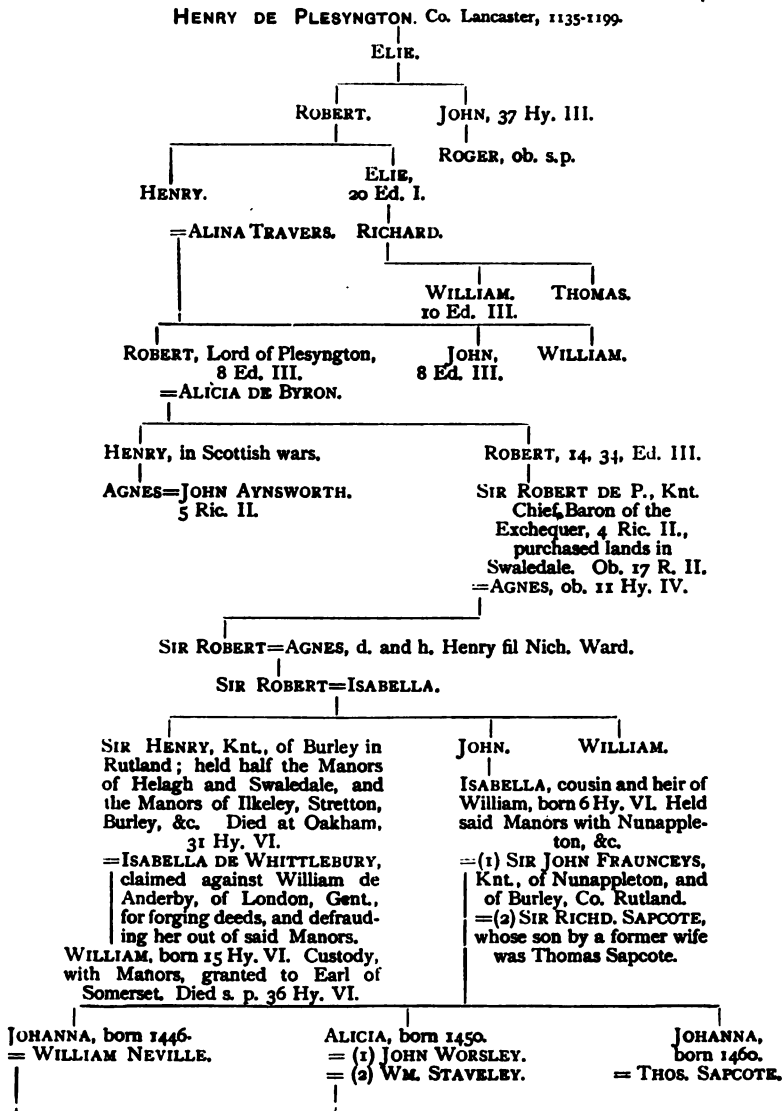 HENRY DE PLESYNGTON. Co. Lancaster, 1135-1199.
ELIE.
ROBERT. JOHN, 37 Hy. III.
ROGER, ob. s.p.
HENRY. ELIE,
20 Ed. I.
=ALINA TRAVERS. RICHARD.
WILLIAM. THOMAS.
10 Ed. III.
ROBERT, Lord of Plesyngton, JOHN, WILLIAM.
8 Ed. III. 8 Ed. III.
=ALICIA DE BYRON.
HENRY, in Scottish wars. ROBERT, 14, 34, Ed. III.
AGNES=JOHN AYNSWORTH.
5 Ric. II.
SIR ROBERT DE P., Knt.
Chief Baron of the
Exchequer, 4 Ric. II.,
purchased lands in
Swaledale. Ob. 17 R. II.
=AGNES, ob. 11 Hy. IV.
SIR ROBERT=AGNES, d. and h. Henry fil Nich. Ward.
SIR ROBERT=ISABELLA.
SIR HENRY, Knt., of Burley in
Rutland; held half the Manors
of Helagh and Swaledale, and
the Manors of Ilkeley, Stretton,
Burley, &c. Died at Oakham,
31 Hy. VI.
=ISABELLA DE WHITTLEBURY,
claimed against William de
Anderby, of London, Gent.,
for forging deeds, and defraud-
ing her out of said Manors.
WILLIAM, born 15 Hy. VI. Custody,
with Manors, granted to Earl of
Somerset. Died s. p. 36 Hy. VI.
JOHN. WILLIAM.
ISABELLA, cousin and heir of
William, born 6 Hy. VI. Held
said Manors with Nunapple-
ton, &c.
=(1) SIR JOHN FRAUNCEYS,
Knt., of Nunappleton, and
of Burley, Co. Rutland.
=(2) SIR RICHD. SAPCOTE,
whose son by a former wife
was Thomas Sapcote.
JOHANNA, born 1446.
= WILLIAM NEVILLE.
ALICIA, born 1450.
= (1) JOHN WORSLEY.
= (2) WM. STAVELEY.
JOHANNA,
born 1460.
= THOS. SAPCOTE.